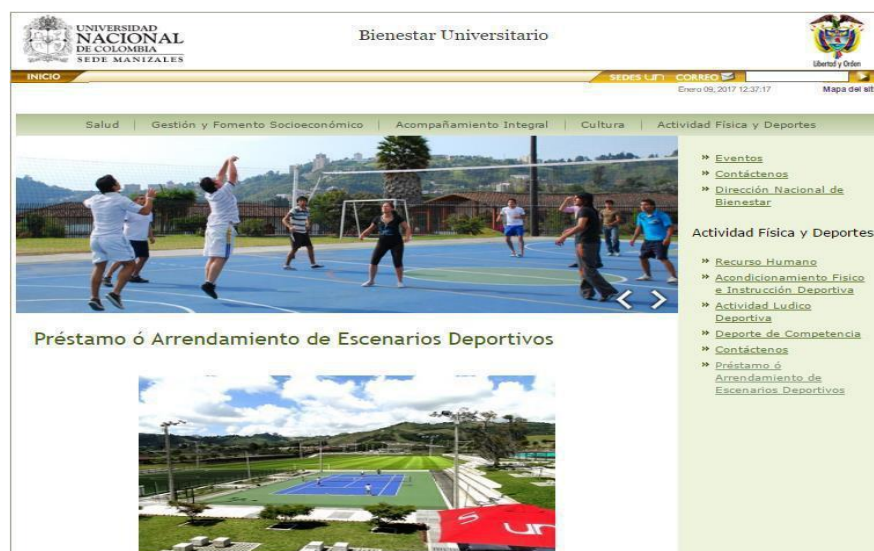 UNIVERSIDAD
NACIONAL
DE COLOMBIA
SEDE MANIZALES
Bienestar Universitario
Libertad y Orden
INICIO
SEDES UN CORREO
Enero 09, 2017 12:37:17
Mapa del sit
Salud | Gestión y Fomento Socioeconómico | Acompañamiento Integral | Cultura | Actividad Física y Deportes
» Eventos
» Contáctenos
» Dirección Nacional de
Bienestar
Actividad Física y Deportes
» Recurso Humano
» Acondicionamiento Fisico
e Instrucción Deportiva
» Actividad Ludico
Deportiva
» Deporte de Competencia
» Contáctenos
» Préstamo ó
Arrendamiento de
Escenarios Deportivos
Préstamo ó Arrendamiento de Escenarios Deportivos
un